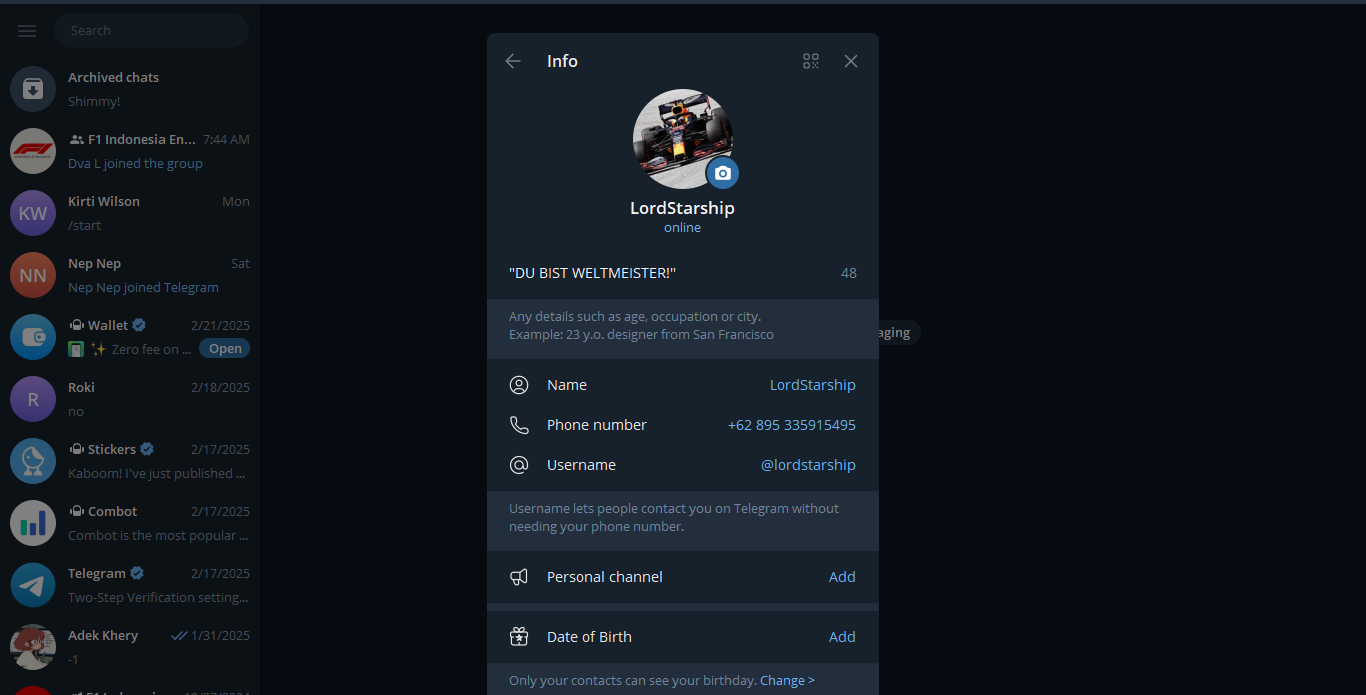 Search
Archived chats
Shimmy!
F1 Indonesia En... 7:44 AM
Dva L joined the group
KW
Kirti Wilson Mon
/start
NN
Nep Nep Sat
Nep Nep joined Telegram
Wallet 2/21/2025
Zero fee on ... Open
R
Roki 2/18/2025
no
Stickers 2/17/2025
Kaboom! I've just published ...
Combot 2/17/2025
Combot is the most popular ...
Telegram 2/17/2025
Two-Step Verification setting...
Adek Khery 1/31/2025
-1
Info
LordStarship
online
"DU BIST WELTMEISTER!" 48
Any details such as age, occupation or city.
Example: 23 y.o. designer from San Francisco
Name LordStarship
Phone number +62 895 335915495
Username @lordstarship
Username lets people contact you on Telegram without
needing your phone number.
Personal channel Add
Date of Birth Add
Only your contacts can see your birthday. Change >
aging